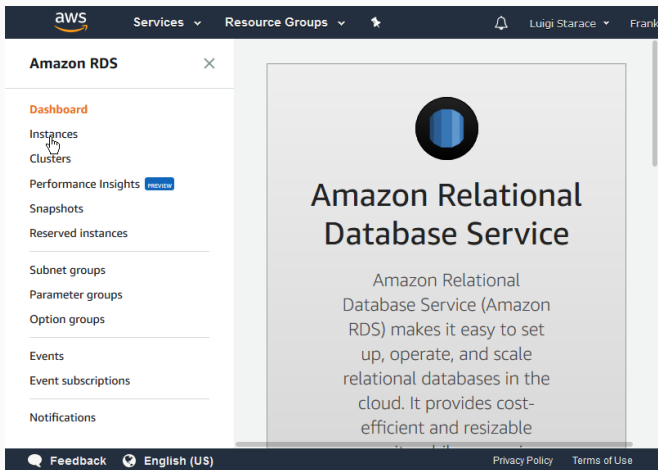 aws Services Resource Groups Luigi Starace Frank
Amazon RDS
Dashboard
Instances
Clusters
Performance Insights PREVIEW
Snapshots
Reserved instances
Subnet groups
Parameter groups
Option groups
Events
Event subscriptions
Notifications
Amazon Relational
Database Service
Amazon Relational
Database Service (Amazon
RDS) makes it easy to set
up, operate, and scale
relational databases in the
cloud. It provides cost-
efficient and resizable
Feedback English (US) Privacy Policy Terms of Use